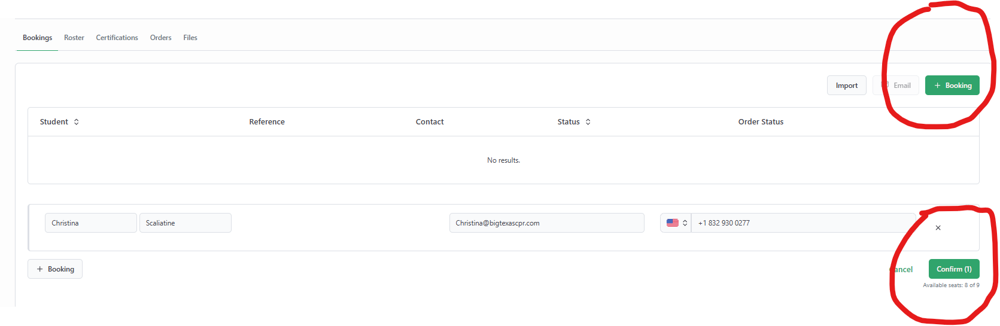 Bookings Roster Certifications Orders Files
Import Email + Booking
Student Reference Contact Status Order Status
No results.
Christina Scaliatine Christina@bigtexascpr.com +1 832 930 0277
+ Booking Cancel Confirm (1)
Available seats: 8 of 9